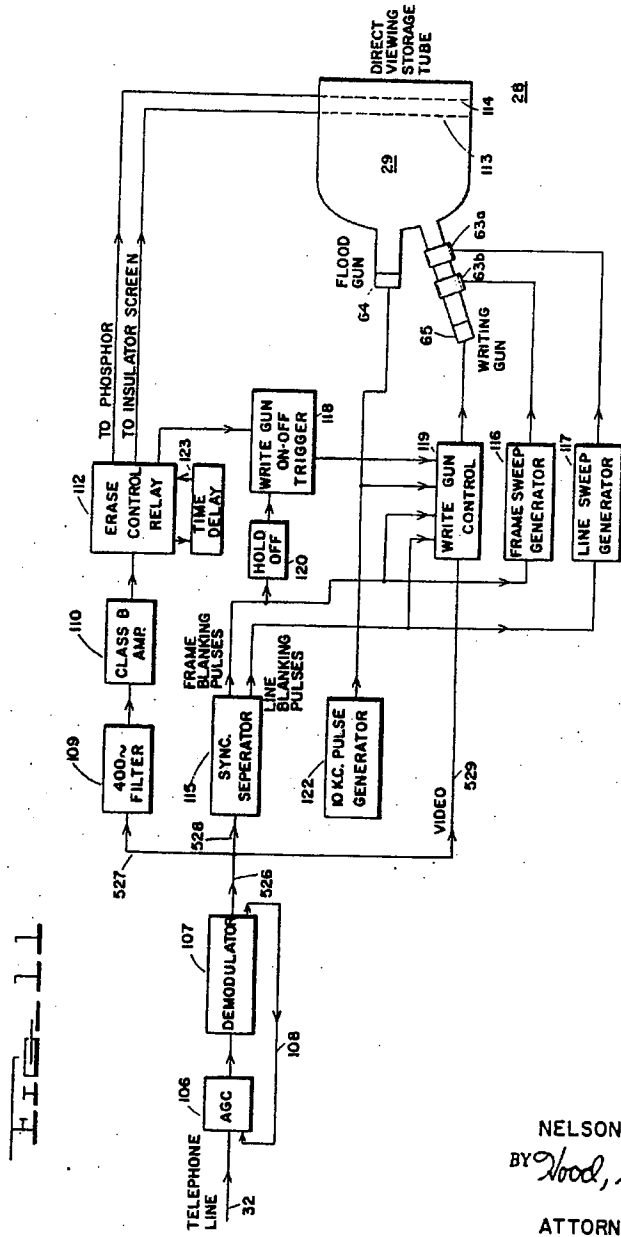 FIG_11
TELEPHONE
LINE
32
106
AGC
107
DEMODULATOR
108
526
527
528
529
VIDEO
109
400~
FILTER
110
CLASS B
AMP.
112
ERASE
CONTROL
RELAY
123
TIME
DELAY
TO PHOSPHOR
TO INSULATOR SCREEN
115
SYNC.
SEPERATOR
FRAME
BLANKING
PULSES
LINE
BLANKING
PULSES
HOLD
OFF
120
WRITE GUN
ON-OFF
TRIGGER
118
122
10 K.C. PULSE
GENERATOR
119
WRITE GUN
CONTROL
116
FRAME SWEEP
GENERATOR
117
LINE SWEEP
GENERATOR
FLOOD
GUN
64
65
WRITING
GUN
63b
63a
29
113
114
28
DIRECT
VIEWING
STORAGE
TUBE
NELSON
BY Hood,
ATTORN